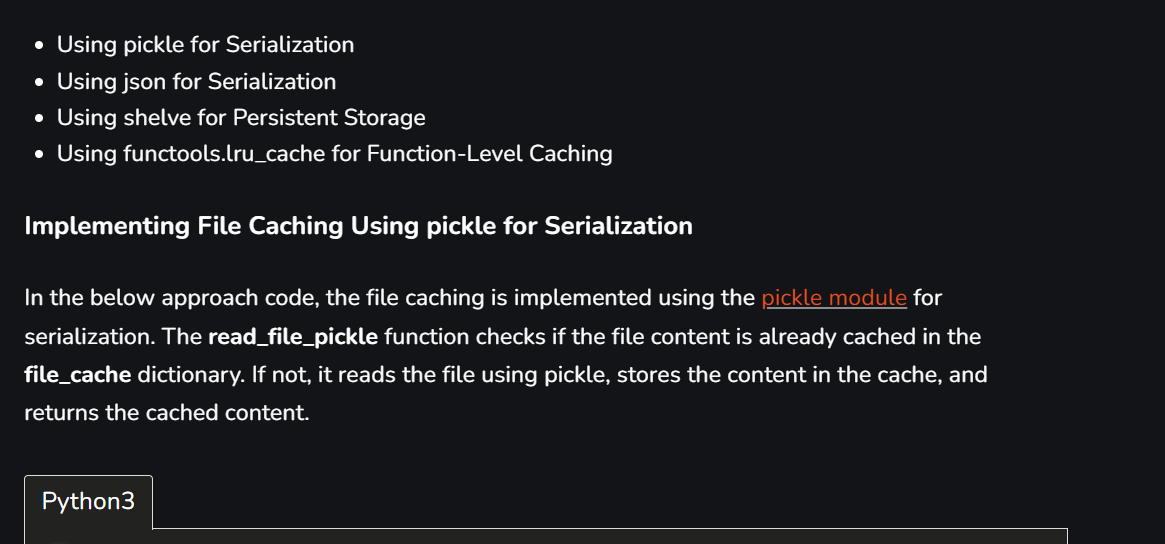 Using pickle for Serialization
Using json for Serialization
Using shelve for Persistent Storage
Using functools.lru_cache for Function-Level Caching
Implementing File Caching Using pickle for Serialization
In the below approach code, the file caching is implemented using the pickle module for
serialization. The read_file_pickle function checks if the file content is already cached in the
file_cache dictionary. If not, it reads the file using pickle, stores the content in the cache, and
returns the cached content.
Python3